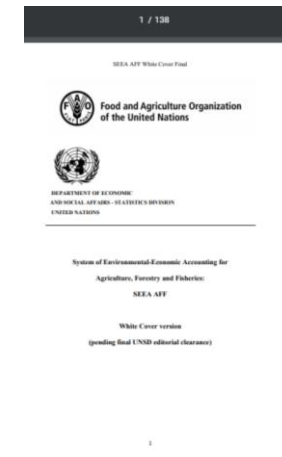 1 / 138
SEEA AFF White Cover Final
FAO
Food and Agriculture Organization
of the United Nations
DEPARTMENT OF ECONOMIC
AND SOCIAL AFFAIRS - STATISTICS DIVISION
UNITED NATIONS
System of Environmental-Economic Accounting for
Agriculture, Forestry and Fisheries:
SEEA AFF
White Cover version
(pending final UNSD editorial clearance)
1